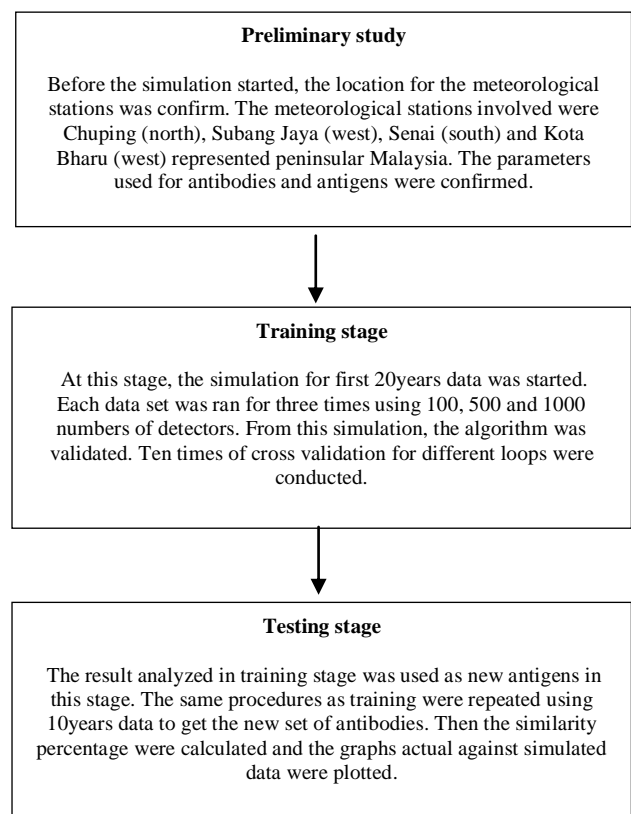 Preliminary study
Before the simulation started, the location for the meteorological
stations was confirm. The meteorological stations involved were
Chuping (north), Subang Jaya (west), Senai (south) and Kota
Bharu (west) represented peninsular Malaysia. The parameters
used for antibodies and antigens were confirmed.
Training stage
At this stage, the simulation for first 20years data was started.
Each data set was ran for three times using 100, 500 and 1000
numbers of detectors. From this simulation, the algorithm was
validated. Ten times of cross validation for different loops were
conducted.
Testing stage
The result analyzed in training stage was used as new antigens in
this stage. The same procedures as training were repeated using
10years data to get the new set of antibodies. Then the similarity
percentage were calculated and the graphs actual against simulated
data were plotted.